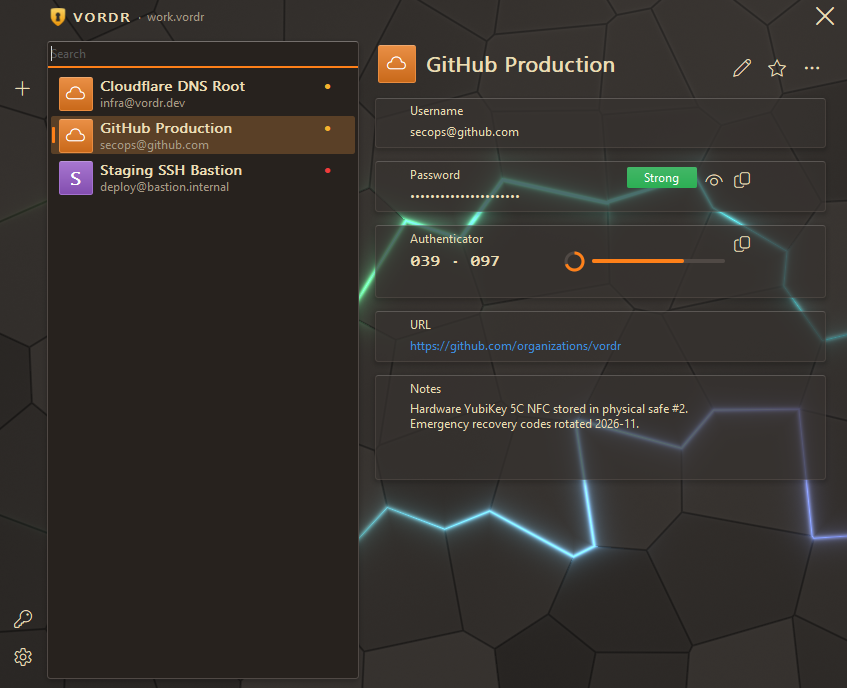 VORDR · work.vordr
Search
Cloudflare DNS Root
infra@vordr.dev
GitHub Production
secops@github.com
S
Staging SSH Bastion
deploy@bastion.internal
GitHub Production
Username
secops@github.com
Password
Strong
•••••••••••••••••••••
Authenticator
039 - 097
URL
https://github.com/organizations/vordr
Notes
Hardware YubiKey 5C NFC stored in physical safe #2.
Emergency recovery codes rotated 2026-11.